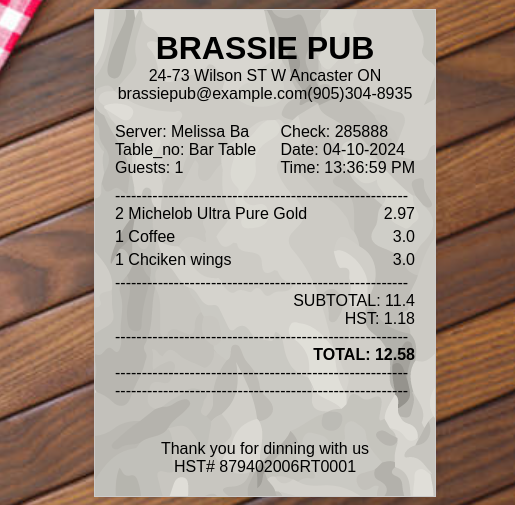 BRASSIE PUB
24-73 Wilson ST W Ancaster ON
brassiepub@example.com(905)304-8935
Server: Melissa Ba Check: 285888
Table_no: Bar Table Date: 04-10-2024
Guests: 1 Time: 13:36:59 PM
-------------------------------------------------------
2 Michelob Ultra Pure Gold 2.97
1 Coffee 3.0
1 Chciken wings 3.0
-------------------------------------------------------
SUBTOTAL: 11.4
HST: 1.18
-------------------------------------------------------
TOTAL: 12.58
-------------------------------------------------------
-------------------------------------------------------
Thank you for dinning with us
HST# 879402006RT0001